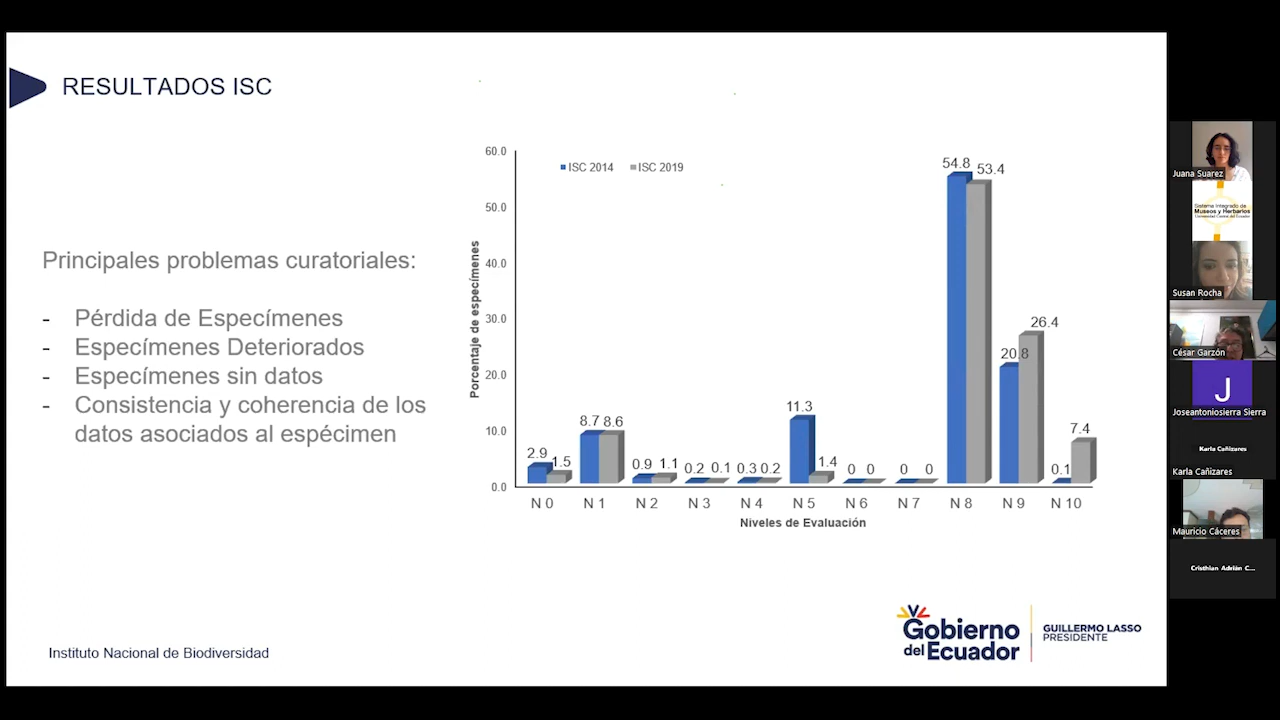 RESULTADOS ISC
Principales problemas curatoriales:
- Pérdida de Especímenes
- Especímenes Deteriorados
- Especímenes sin datos
- Consistencia y coherencia de los
datos asociados al espécimen
ISC 2014 ISC 2019
Porcentaje de especímenes
60.0
50.0
40.0
30.0
20.0
10.0
0.0
2.9 1.5
8.7 8.6
0.9 1.1
0.2 0.1
0.3 0.2
11.3 1.4
0 0
0 0
54.8 53.4
20.8 26.4
0.1 7.4
N 0 N 1 N 2 N 3 N 4 N 5 N 6 N 7 N 8 N 9 N 10
Niveles de Evaluación
Instituto Nacional de Biodiversidad
Gobierno
del Ecuador
GUILLERMO LASSO
PRESIDENTE
Juana Suarez
Sistema Integrado de
Museos y Herbarios
Universidad Central del Ecuador
Susan Rocha
César Garzón
J
Joseantoniosierra Sierra
Karla Cañizares
Karla Cañizares
Mauricio Cáceres
Cristhian Adrián C...